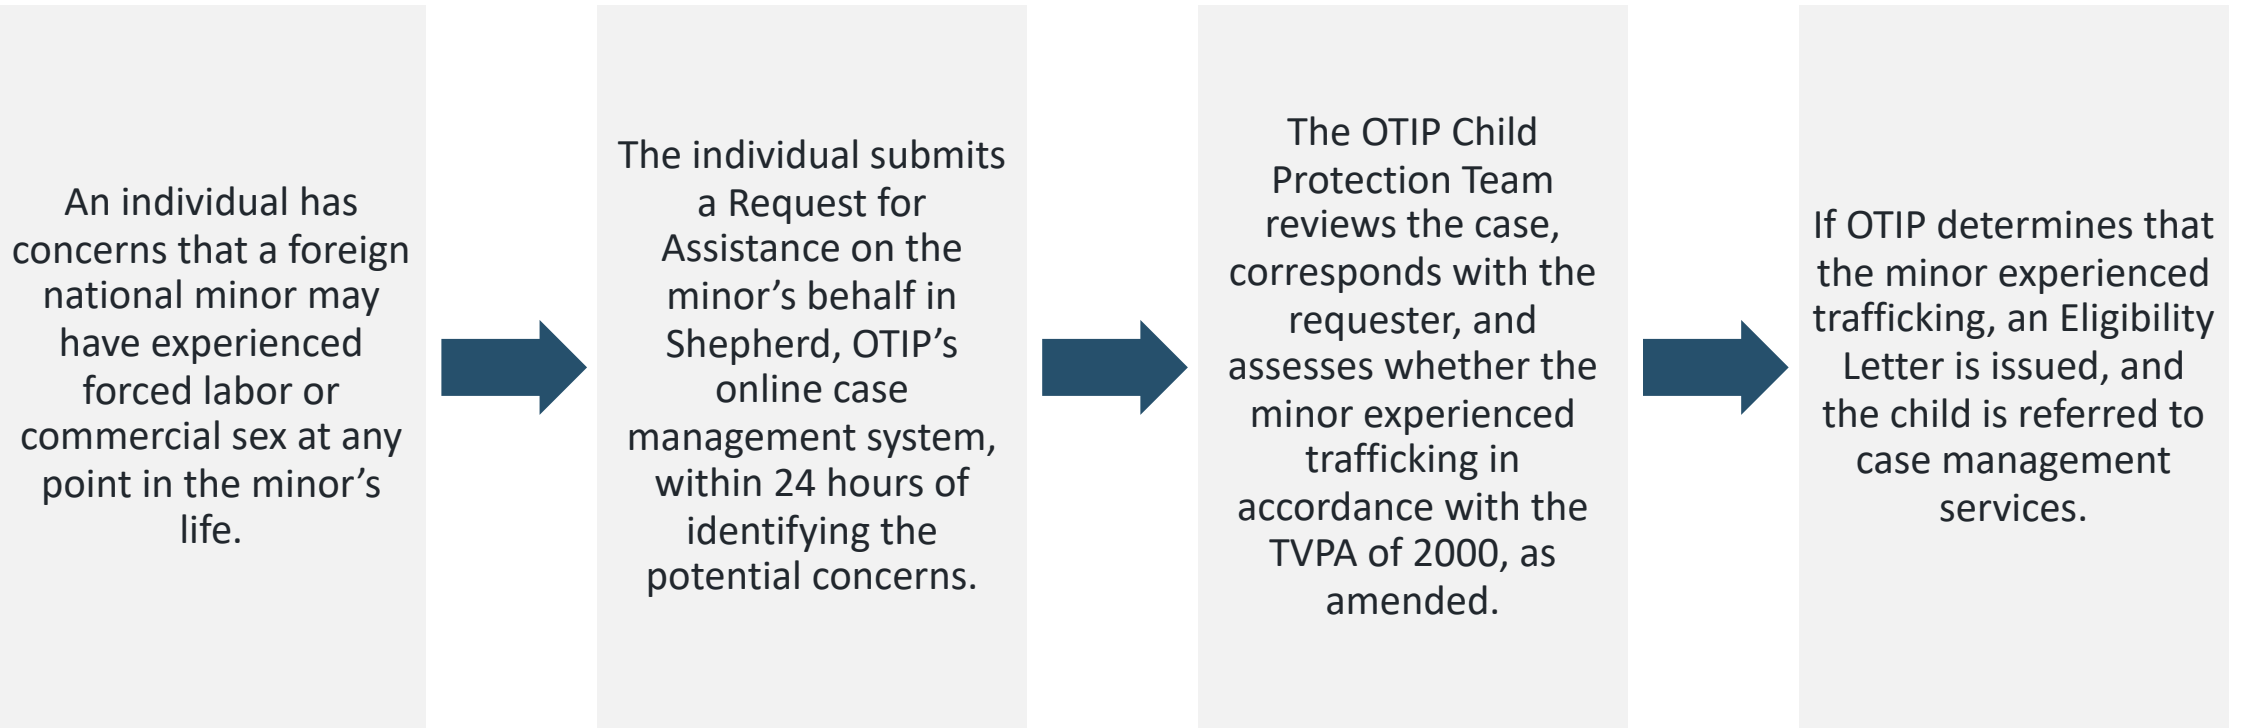 An individual has
concerns that a foreign
national minor may
have experienced
forced labor or
commercial sex at any
point in the minor’s
life.
The individual submits
a Request for
Assistance on the
minor’s behalf in
Shepherd, OTIP’s
online case
management system,
within 24 hours of
identifying the
potential concerns.
The OTIP Child
Protection Team
reviews the case,
corresponds with the
requester, and
assesses whether the
minor experienced
trafficking in
accordance with the
TVPA of 2000, as
amended.
If OTIP determines that
the minor experienced
trafficking, an Eligibility
Letter is issued, and
the child is referred to
case management
services.